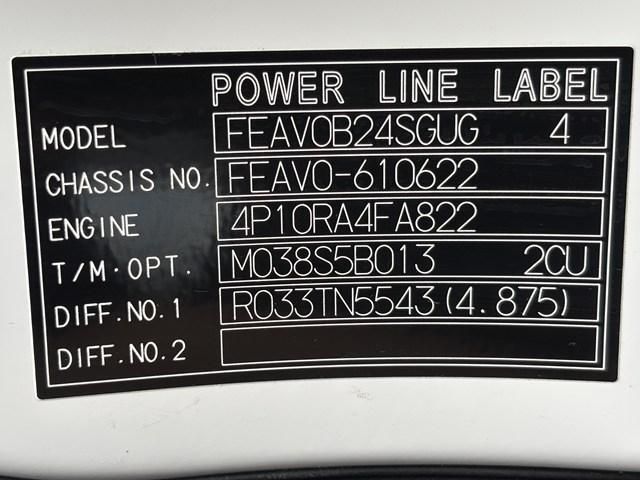 POWER LINE LABEL
MODEL FEAV0B24SGUG 4
CHASSIS NO. FEAV0-610622
ENGINE 4P10RA4FA822
T/M·OPT. M038S5B013 2CU
DIFF.NO.1 R033TN5543(4.875)
DIFF.NO.2